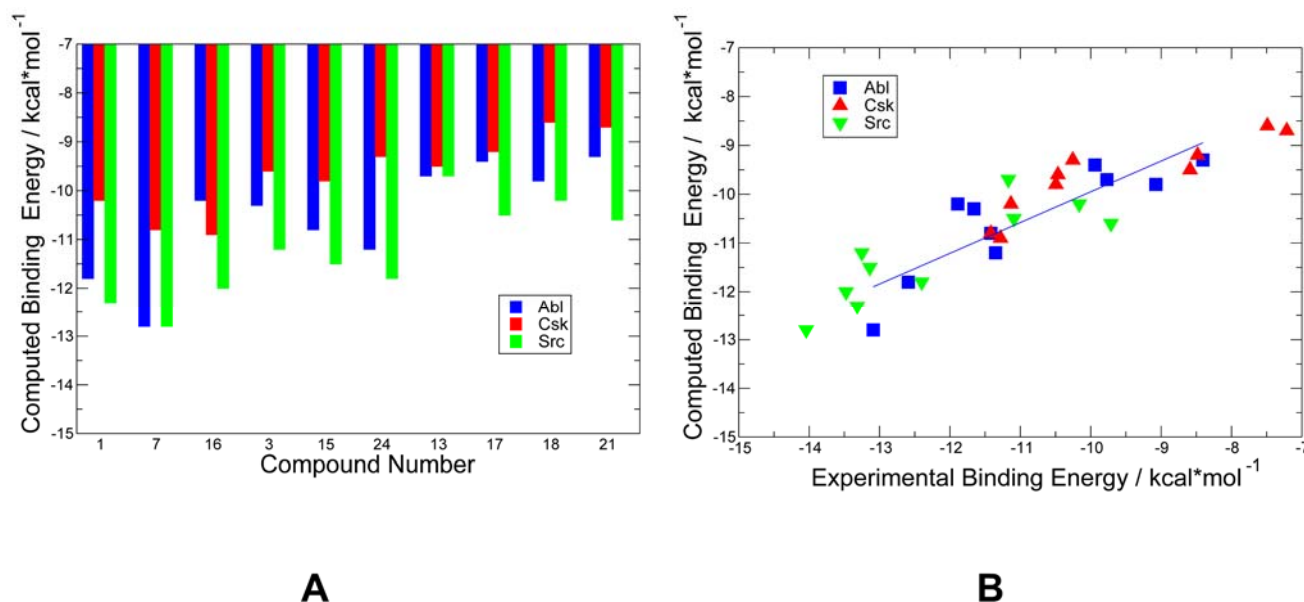 Computed Binding Energy / kcal*mol-1
-7
-8
-9
-10
-11
-12
-13
-14
-15
Abl
Csk
Src
1 7 16 3 15 24 13 17 18 21
Compound Number
A
Computed Binding Energy / kcal*mol-1
-7
-8
-9
-10
-11
-12
-13
-14
-15
Abl
Csk
Src
-15 -14 -13 -12 -11 -10 -9 -8 -7
Experimental Binding Energy / kcal*mol-1
B